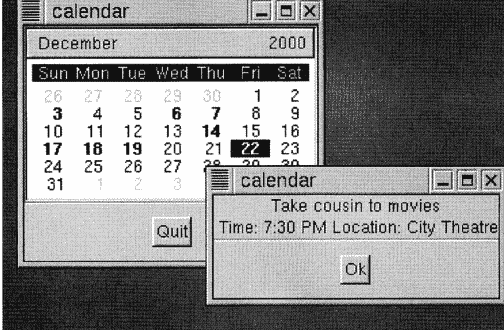 calendar
December 2000
Sun Mon Tue Wed Thu Fri Sat
26 27 28 29 30 1 2
3 4 5 6 7 8 9
10 11 12 13 14 15 16
17 18 19 20 21 22 23
24 25 26 27 28 29 30
31 1 2 3
Quit
calendar
Take cousin to movies
Time: 7:30 PM Location: City Theatre
Ok